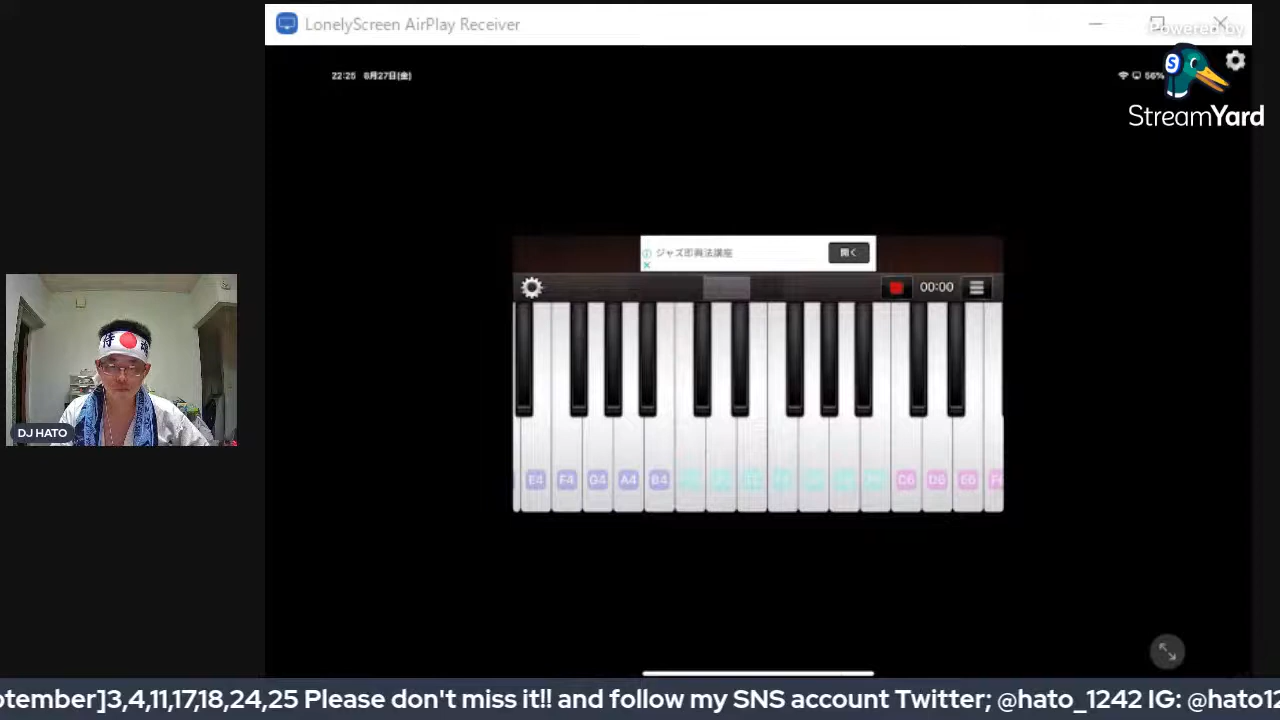 LonelyScreen AirPlay Receiver
Powered by
StreamYard
22:25 8月27日(金)
56%
ジャズ即興法講座
開く
00:00
E4 F4 G4 A4 B4
C6 D6 E6
DJ HATO
ptember]3,4,11,17,18,24,25 Please don't miss it!! and follow my SNS account Twitter; @hato_1242 IG: @hato12